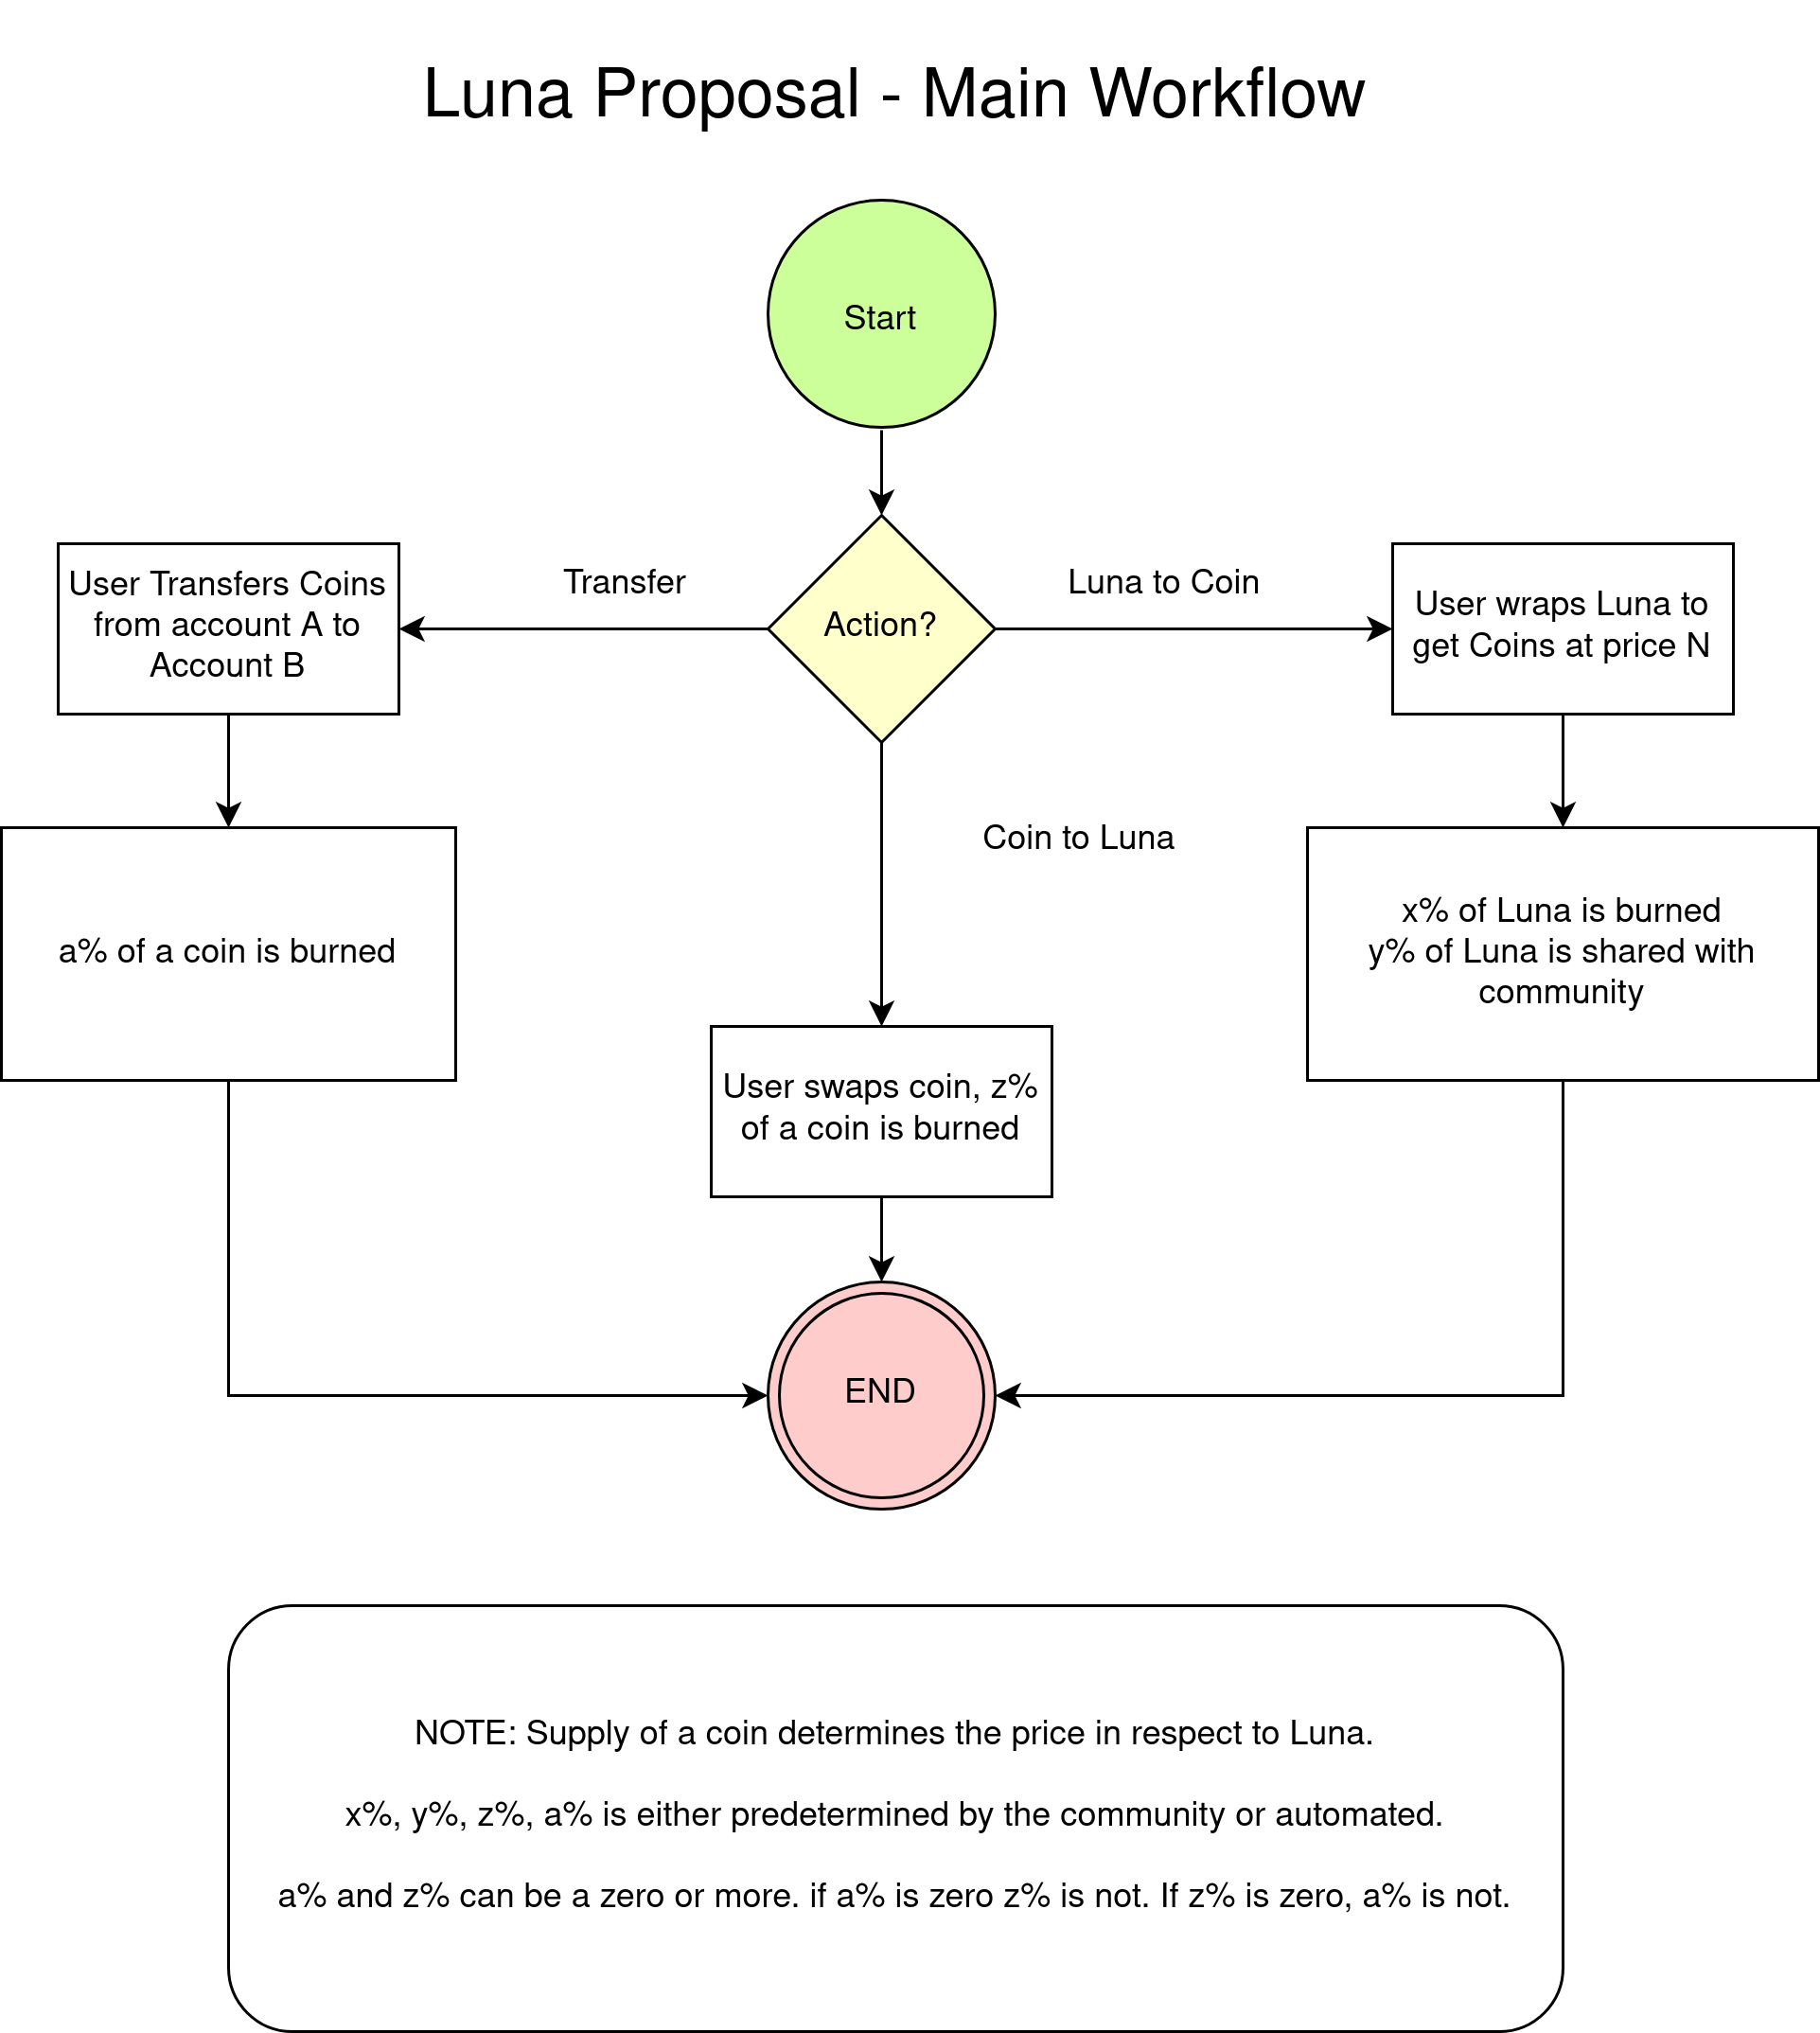 Luna Proposal - Main Workflow
Start
Action?
Transfer
Luna to Coin
Coin to Luna
User Transfers Coins
from account A to
Account B
User wraps Luna to
get Coins at price N
a% of a coin is burned
x% of Luna is burned
y% of Luna is shared with
community
User swaps coin, z%
of a coin is burned
END
NOTE: Supply of a coin determines the price in respect to Luna.
x%, y%, z%, a% is either predetermined by the community or automated.
a% and z% can be a zero or more. if a% is zero z% is not. If z% is zero, a% is not.